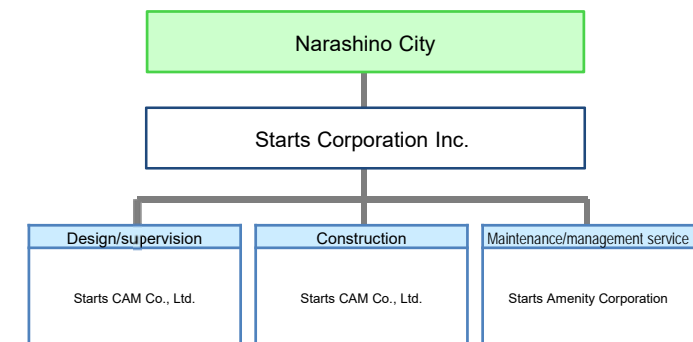 Narashino City
Starts Corporation Inc.
Design/supervision
Construction
Maintenance/management service
Starts CAM Co., Ltd.
Starts CAM Co., Ltd.
Starts Amenity Corporation